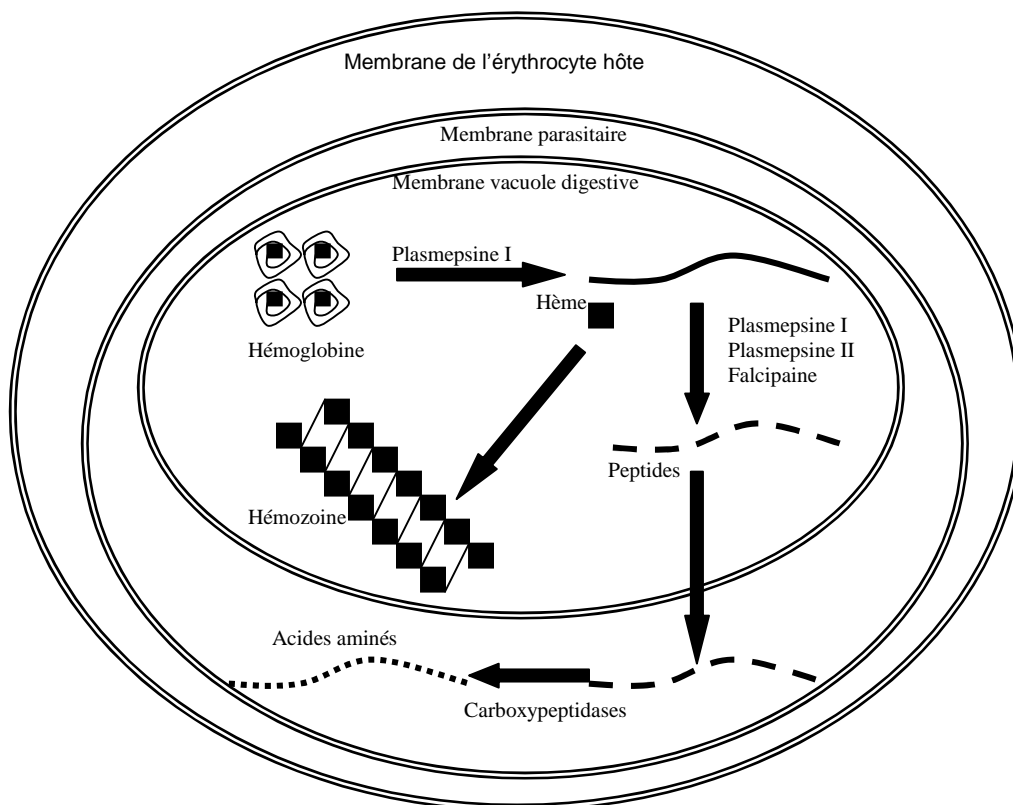 Membrane de l'érythrocyte hôte
Membrane parasitaire
Membrane vacuole digestive
Plasmepsine I
Hème
Hémoglobine
Plasmepsine I
Plasmepsine II
Falcipaine
Peptides
Hémozoine
Acides aminés
Carboxypeptidases